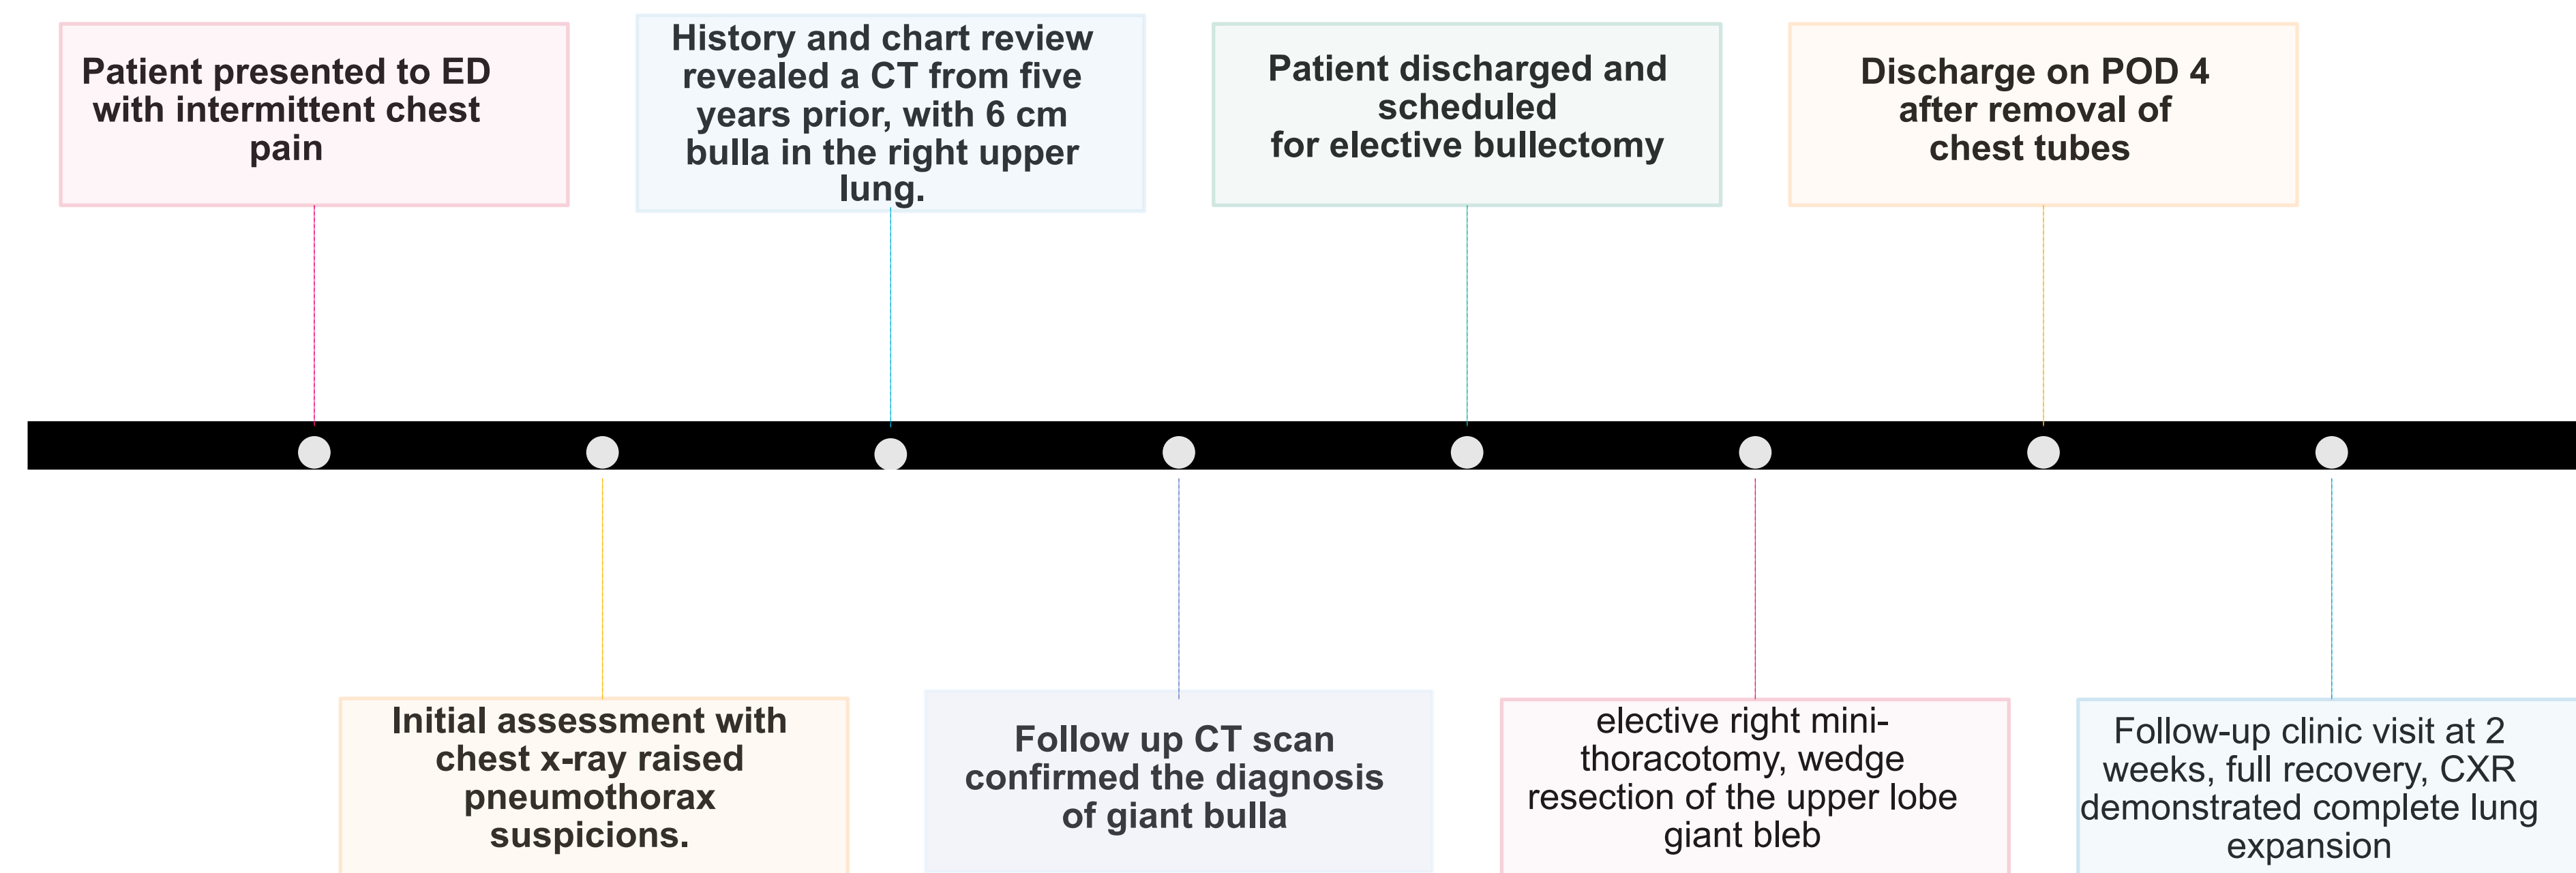 Patient presented to ED
with intermittent chest
pain
History and chart review
revealed a CT from five
years prior, with 6 cm
bulla in the right upper
lung.
Patient discharged and
scheduled
for elective bullectomy
Discharge on POD 4
after removal of
chest tubes
Initial assessment with
chest x-ray raised
pneumothorax
suspicions.
Follow up CT scan
confirmed the diagnosis
of giant bulla
elective right mini-
thoracotomy, wedge
resection of the upper lobe
giant bleb
Follow-up clinic visit at 2
weeks, full recovery, CXR
demonstrated complete lung
expansion